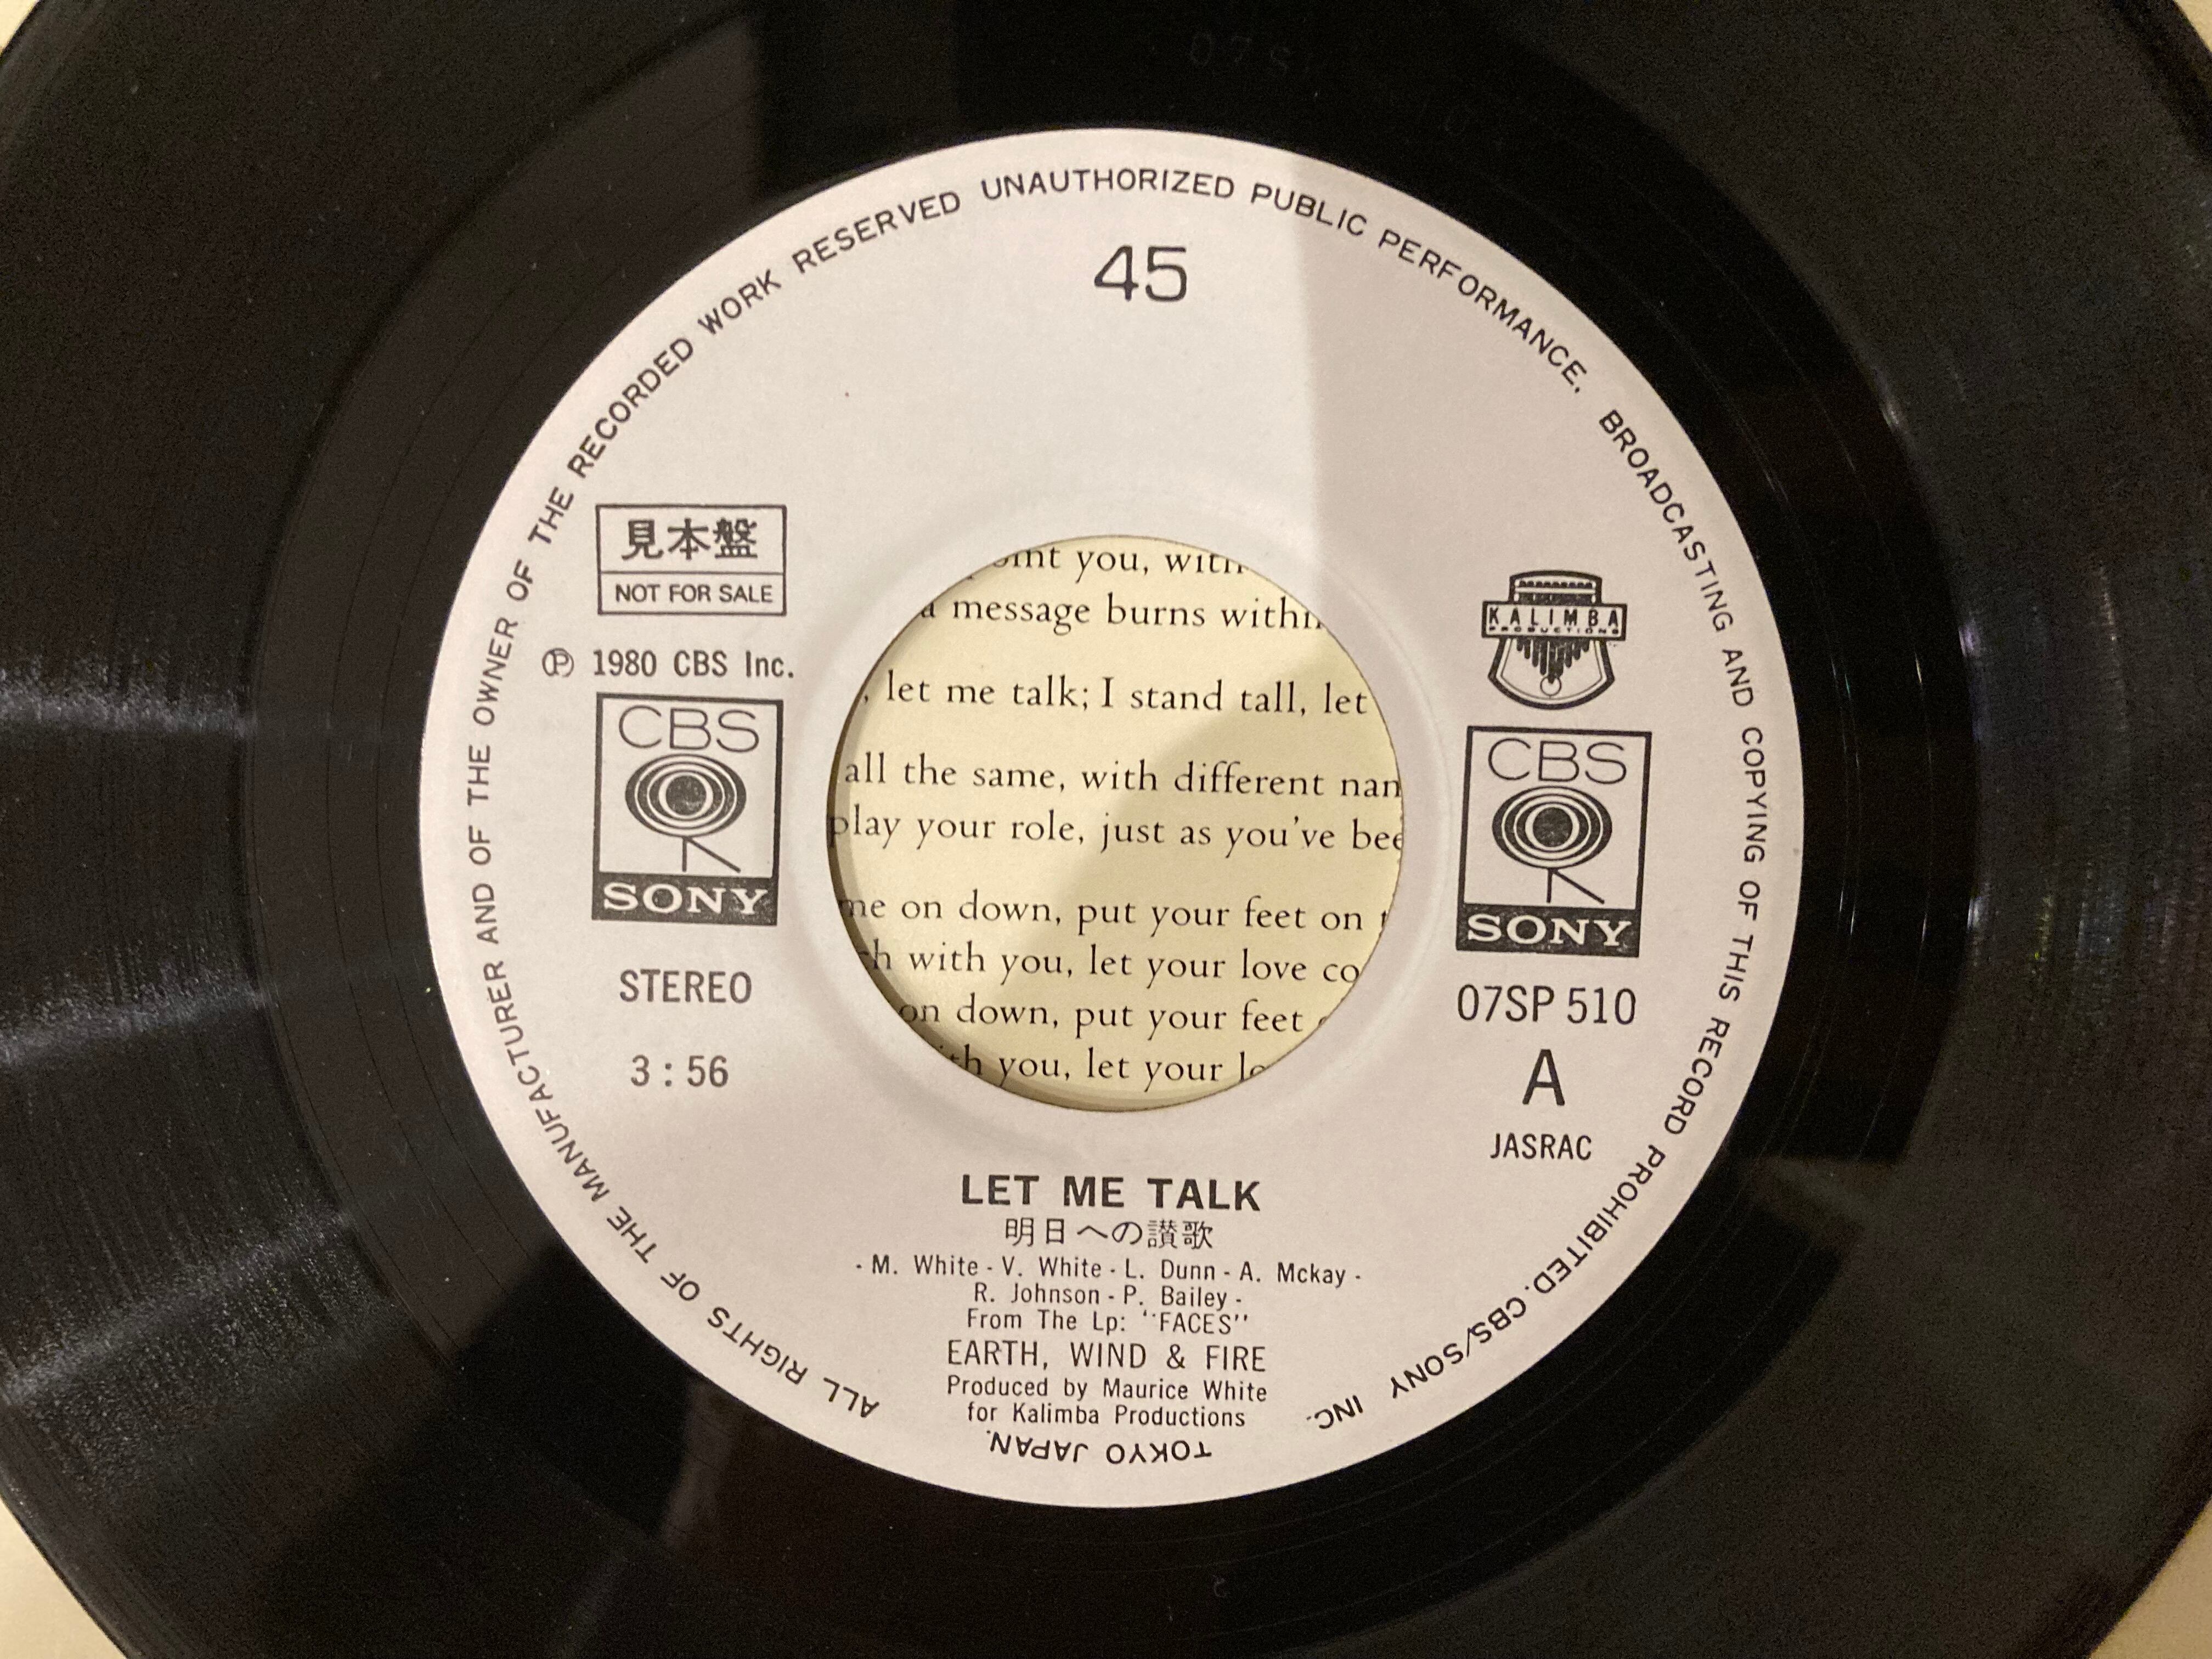 ALL RIGHTS OF THE MANUFACTURER AND OF THE OWNER OF THE RECORDED WORK RESERVED UNAUTHORIZED PUBLIC PERFORMANCE, BROADCASTING AND COPYING OF THIS RECORD PROHIBITED. CBS/SONY INC.
TOKYO JAPAN.
45
見本盤
NOT FOR SALE
Ⓟ 1980 CBS Inc.
CBS
SONY
STEREO
3:56
you, with
message burns
let me talk; I stand tall, let
all the same, with different
play your role, just as you've
on down, put your feet on
with you, let your love
on down, put your feet
you, let your
KALIMBA
PRODUCTIONS
CBS
SONY
07SP 510
A
JASRAC
LET ME TALK
明日への讃歌
- M. White - V. White - L. Dunn - A. Mckay -
R. Johnson - P. Bailey -
From The Lp: "FACES"
EARTH, WIND & FIRE
Produced by Maurice White
for Kalimba Productions